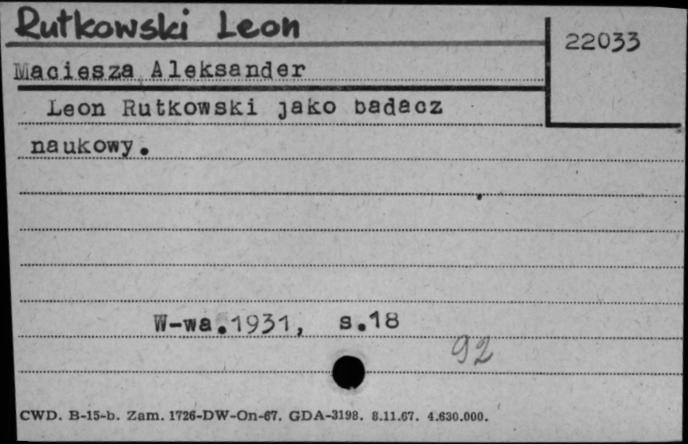 Rutkowski Leon
22033
Maciesza Aleksander
Leon Rutkowski jako badacz
naukowy.
W-wa.1931, s.18
92
CWD. B-15-b. Zam. 1726-DW-On-67. GDA-3198. 8.11.67. 4.630.000.